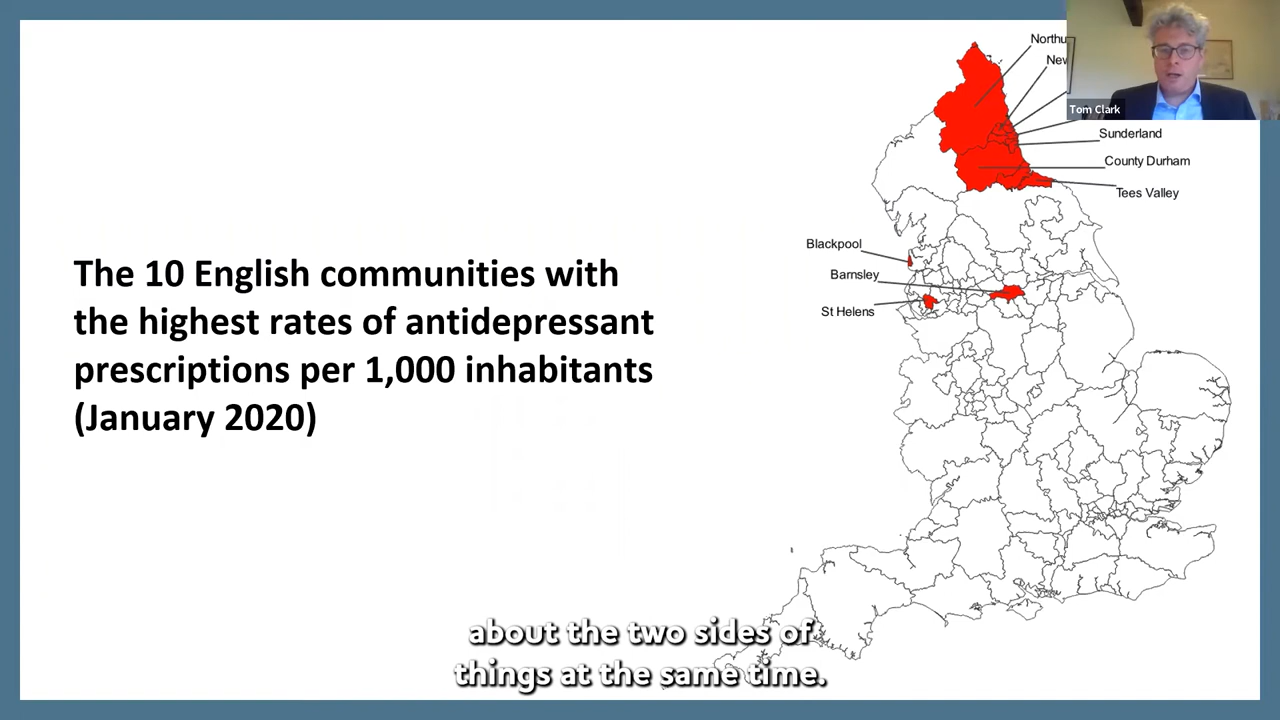 Tom Clark
Sunderland
County Durham
Tees Valley
Blackpool
Barnsley
St Helens
The 10 English communities with
the highest rates of antidepressant
prescriptions per 1,000 inhabitants
(January 2020)
about the two sides of
things at the same time.